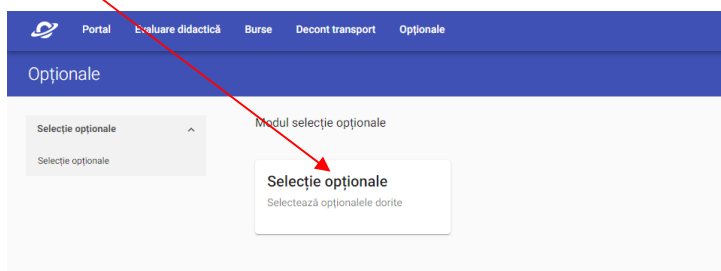 Portal Evaluare didactică Burse Decont transport Opționale
Opționale
Selecție opționale
Selecție opționale
Modul selecție opționale
Selecție opționale
Selectează opționalele dorite